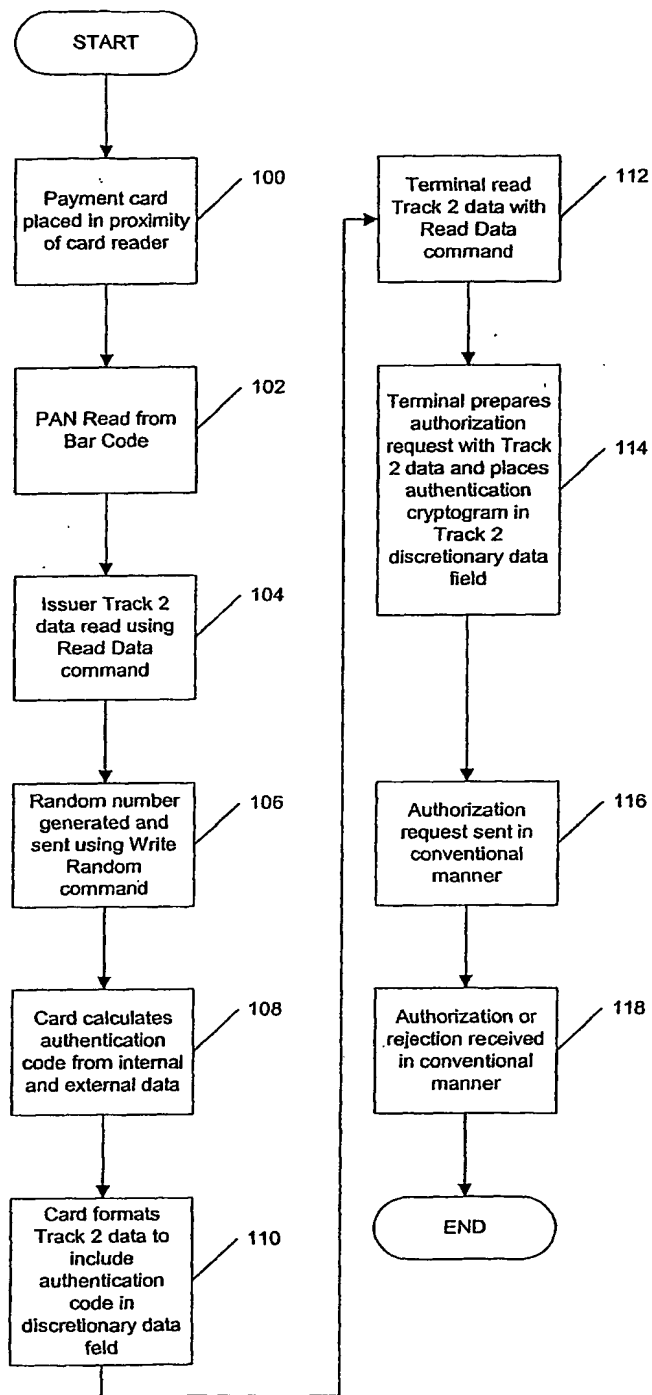 START
100
Payment card
placed in proximity
of card reader
102
PAN Read from
Bar Code
104
Issuer Track 2
data read using
Read Data
command
106
Random number
generated and
sent using Write
Random
command
108
Card calculates
authentication
code from internal
and external data
110
Card formats
Track 2 data to
include
authentication
code in
discretionary data
feld
112
Terminal read
Track 2 data with
Read Data
command
114
Terminal prepares
authorization
request with Track
2 data and places
authentication
cryptogram in
Track 2
discretionary data
field
116
Authorization
request sent in
conventional
manner
118
Authorization or
rejection received
in conventional
manner
END